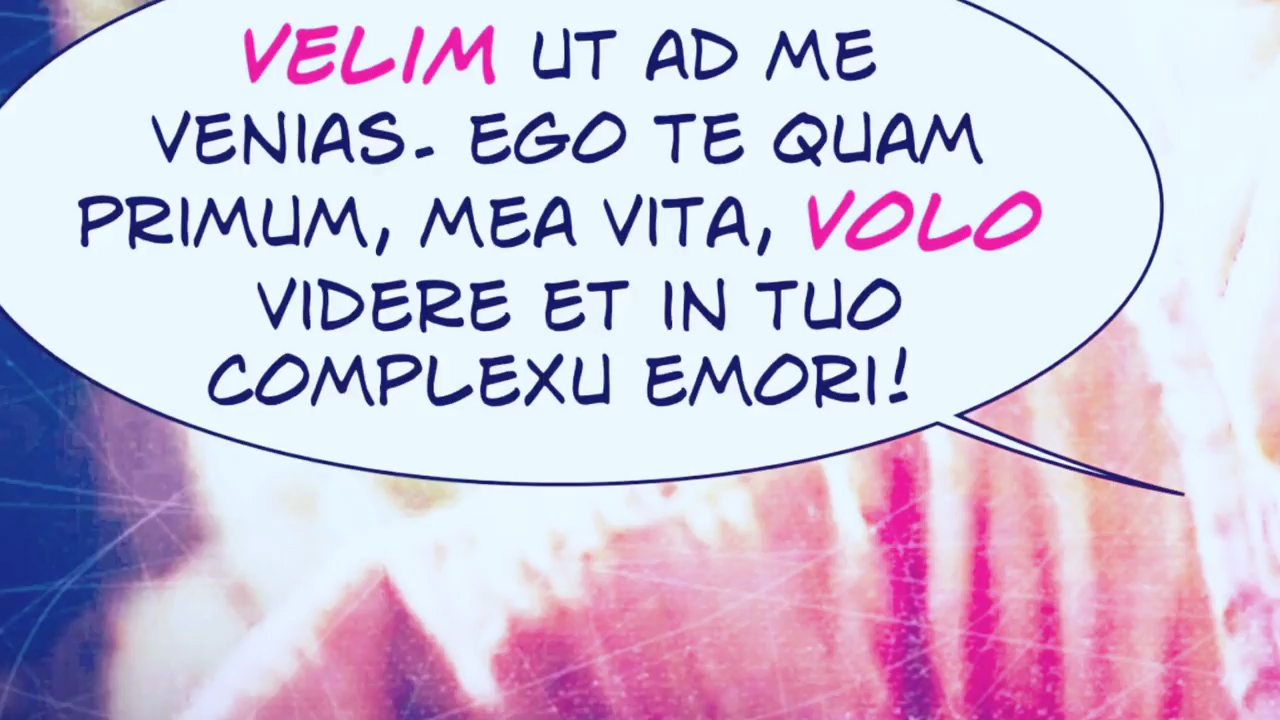 VELIM UT AD ME
VENIAS. EGO TE QUAM
PRIMUM, MEA VITA, VOLO
VIDERE ET IN TUO
COMPLEXU EMORI!